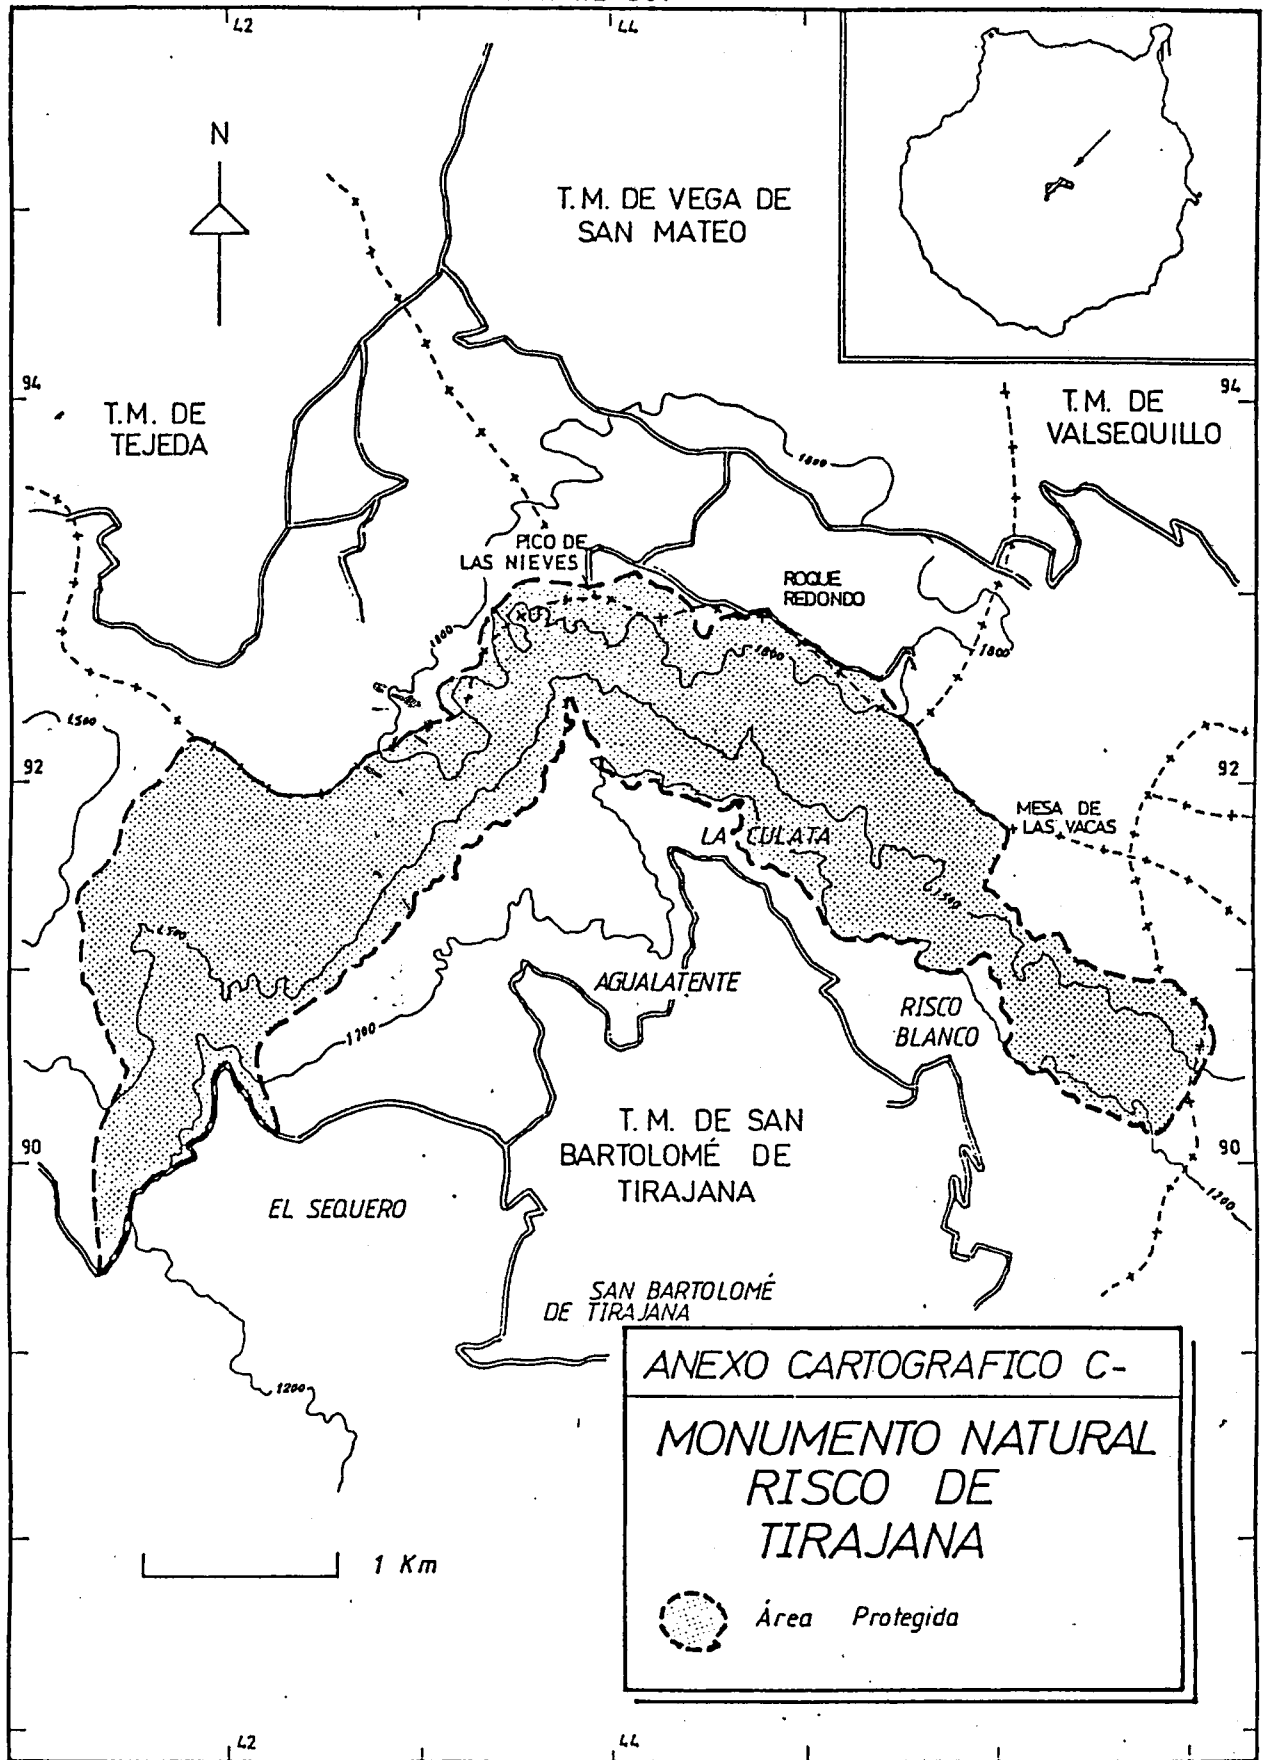 42
44
N
T.M. DE VEGA DE
SAN MATEO
94
94
T.M. DE
TEJEDA
T.M. DE
VALSEQUILLO
1800
PICO DE
LAS NIEVES
ROQUE
REDONDO
1800
1800
1800
1500
92
92
MESA DE
LAS VACAS
LA CULATA
1500
1500
AGUALATENTE
RISCO
BLANCO
1200
T.M. DE SAN
BARTOLOMÉ DE
TIRAJANA
90
90
EL SEQUERO
1200
SAN BARTOLOMÉ
DE TIRAJANA
1200
ANEXO CARTOGRAFICO C-
MONUMENTO NATURAL
RISCO DE
TIRAJANA
1 Km
Área Protegida
42
44